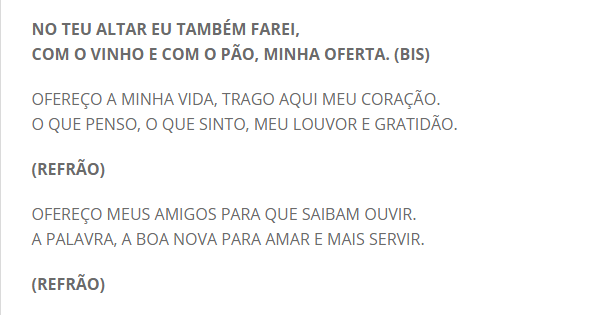 NO TEU ALTAR EU TAMBÉM FAREI,
COM O VINHO E COM O PÃO, MINHA OFERTA. (BIS)
OFEREÇO A MINHA VIDA, TRAGO AQUI MEU CORAÇÃO.
O QUE PENSO, O QUE SINTO, MEU LOUVOR E GRATIDÃO.
(REFRÃO)
OFEREÇO MEUS AMIGOS PARA QUE SAIBAM OUVIR.
A PALAVRA, A BOA NOVA PARA AMAR E MAIS SERVIR.
(REFRÃO)